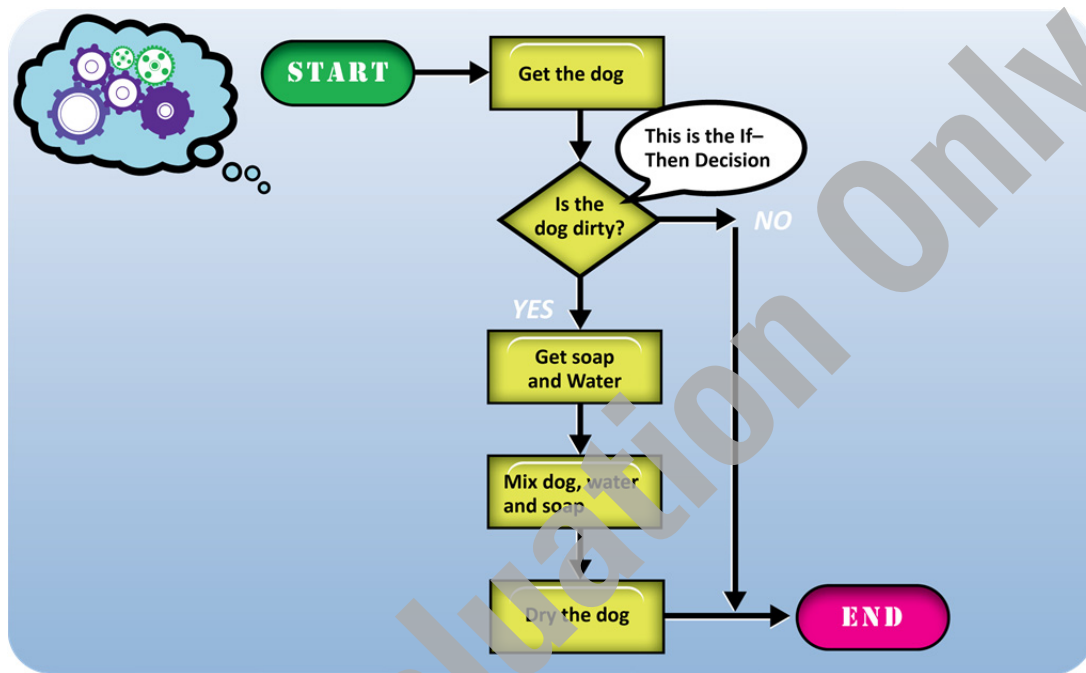 START
Get the dog
This is the If–
Then Decision
Is the
dog dirty?
NO
YES
Get soap
and Water
Mix dog, water
and soap
Dry the dog
END
uation Only